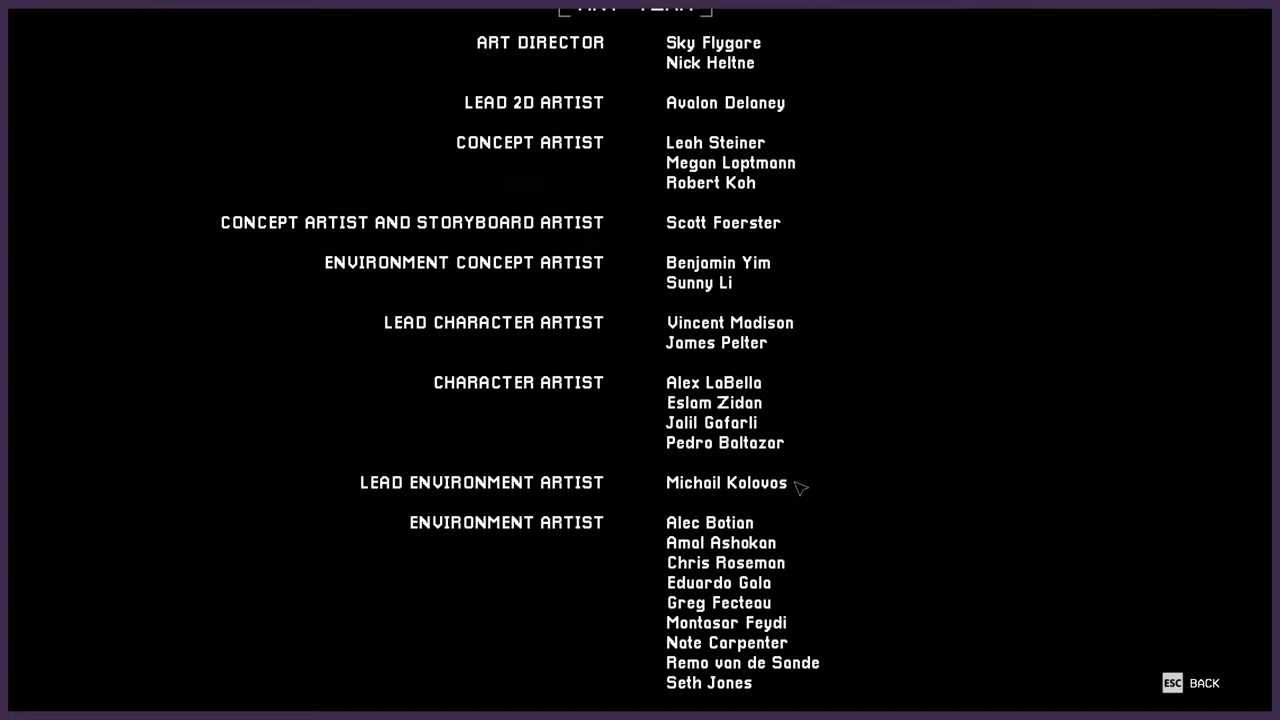 ART DIRECTOR Sky Flygare
Nick Heltne
LEAD 2D ARTIST Avalon Delaney
CONCEPT ARTIST Leah Steiner
Megan Loptmann
Robert Koh
CONCEPT ARTIST AND STORYBOARD ARTIST Scott Foerster
ENVIRONMENT CONCEPT ARTIST Benjamin Yim
Sunny Li
LEAD CHARACTER ARTIST Vincent Madison
James Pelter
CHARACTER ARTIST Alex LaBella
Eslam Zidan
Jalil Gafarli
Pedro Baltazar
LEAD ENVIRONMENT ARTIST Michail Kolovos
ENVIRONMENT ARTIST Alec Botian
Amal Ashokan
Chris Roseman
Eduardo Gala
Greg Fecteau
Montasar Feydi
Nate Carpenter
Remo van de Sande
Seth Jones
ESC BACK